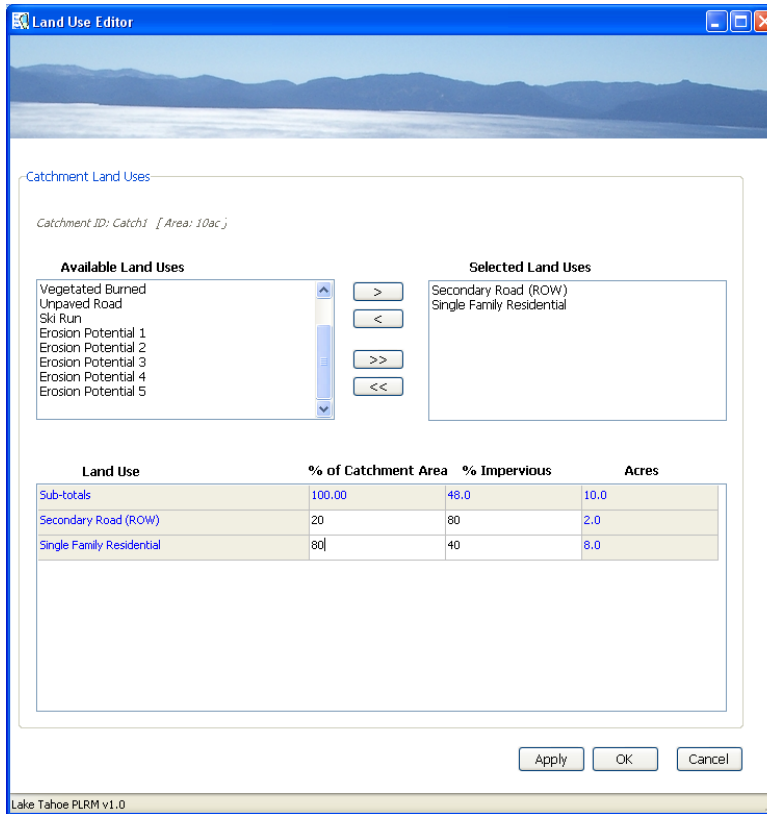 Land Use Editor
Catchment Land Uses
Catchment ID: Catch1 [ Area: 10ac ]
Available Land Uses
Selected Land Uses
Vegetated Burned
Unpaved Road
Ski Run
Erosion Potential 1
Erosion Potential 2
Erosion Potential 3
Erosion Potential 4
Erosion Potential 5
>
<
>>
<<
Secondary Road (ROW)
Single Family Residential
Land Use % of Catchment Area % Impervious Acres
Sub-totals 100.00 48.0 10.0
Secondary Road (ROW) 20 80 2.0
Single Family Residential 80 40 8.0
Apply OK Cancel
Lake Tahoe PLRM v1.0